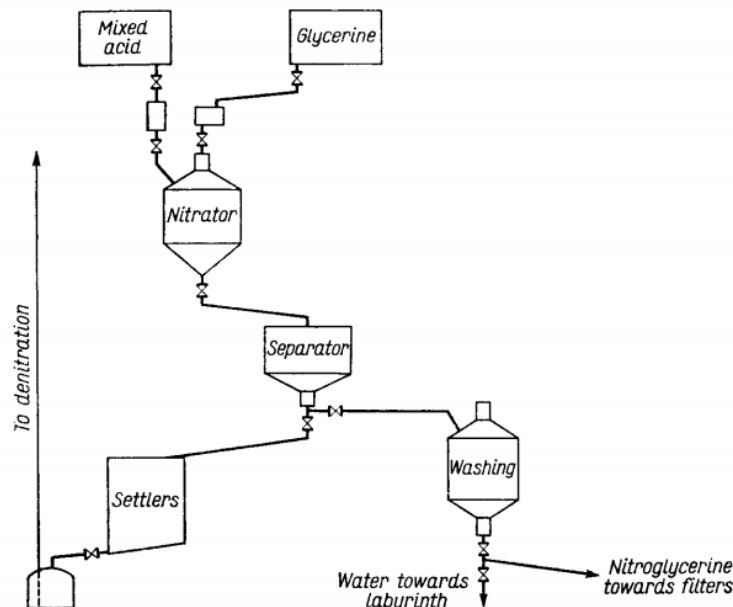 Mixed
acid
Glycerine
Nitrator
Separator
To denitration
Settlers
Washing
Nitroglycerine
towards filters
Water towards
labyrinth